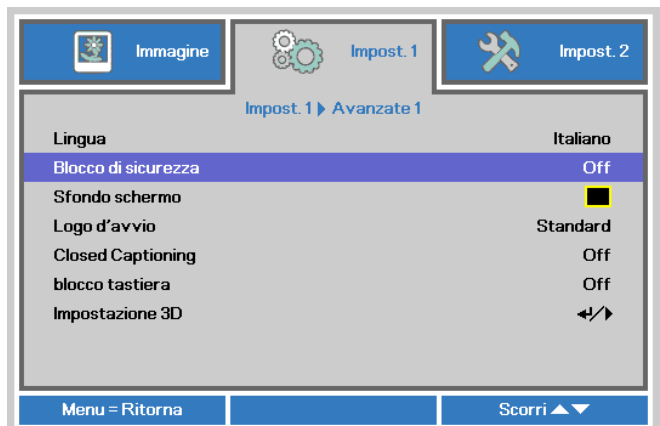 Immagine
Impost. 1
Impost. 2
Impost. 1 ▶ Avanzate 1
Lingua Italiano
Blocco di sicurezza Off
Sfondo schermo
Logo d'avvio Standard
Closed Captioning Off
blocco tastiera Off
Impostazione 3D ↵/▶
Menu = Ritorna
Scorri ▲▼